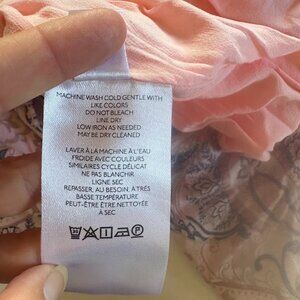 MACHINE WASH COLD GENTLE WITH
LIKE COLORS
DO NOT BLEACH
LINE DRY
LOW IRON AS NEEDED
MAY BE DRY CLEANED
LAVER À LA MACHINE À L'EAU
FROIDE AVEC COULEURS
SIMILAIRES CYCLE DÉLICAT
NE PAS BLANCHIR
LIGNE SEC
REPASSER, AU BESOIN, À TRÈS
BASSE TEMPÉRATURE
PEUT-ÊTRE ÊTRE NETTOYÉE
À SEC